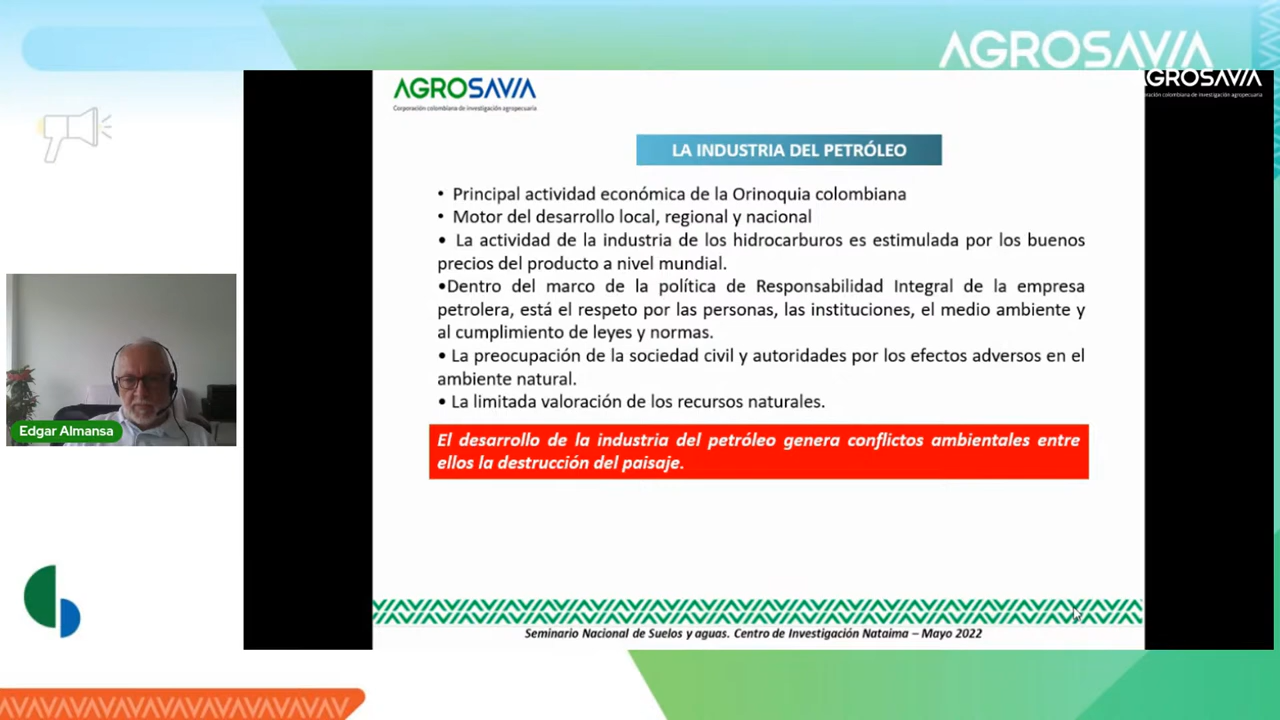 AGROSAVIA
AGROSAVIA
Corporación colombiana de investigación agropecuaria
GROSAVIA
oración colombiana de investigación agropecuaria
LA INDUSTRIA DEL PETRÓLEO
• Principal actividad económica de la Orinoquia colombiana
• Motor del desarrollo local, regional y nacional
• La actividad de la industria de los hidrocarburos es estimulada por los buenos
precios del producto a nivel mundial.
•Dentro del marco de la política de Responsabilidad Integral de la empresa
petrolera, está el respeto por las personas, las instituciones, el medio ambiente y
al cumplimiento de leyes y normas.
• La preocupación de la sociedad civil y autoridades por los efectos adversos en el
ambiente natural.
• La limitada valoración de los recursos naturales.
El desarrollo de la industria del petróleo genera conflictos ambientales entre
ellos la destrucción del paisaje.
Edgar Almansa
Seminario Nacional de Suelos y aguas. Centro de Investigación Nataima – Mayo 2022